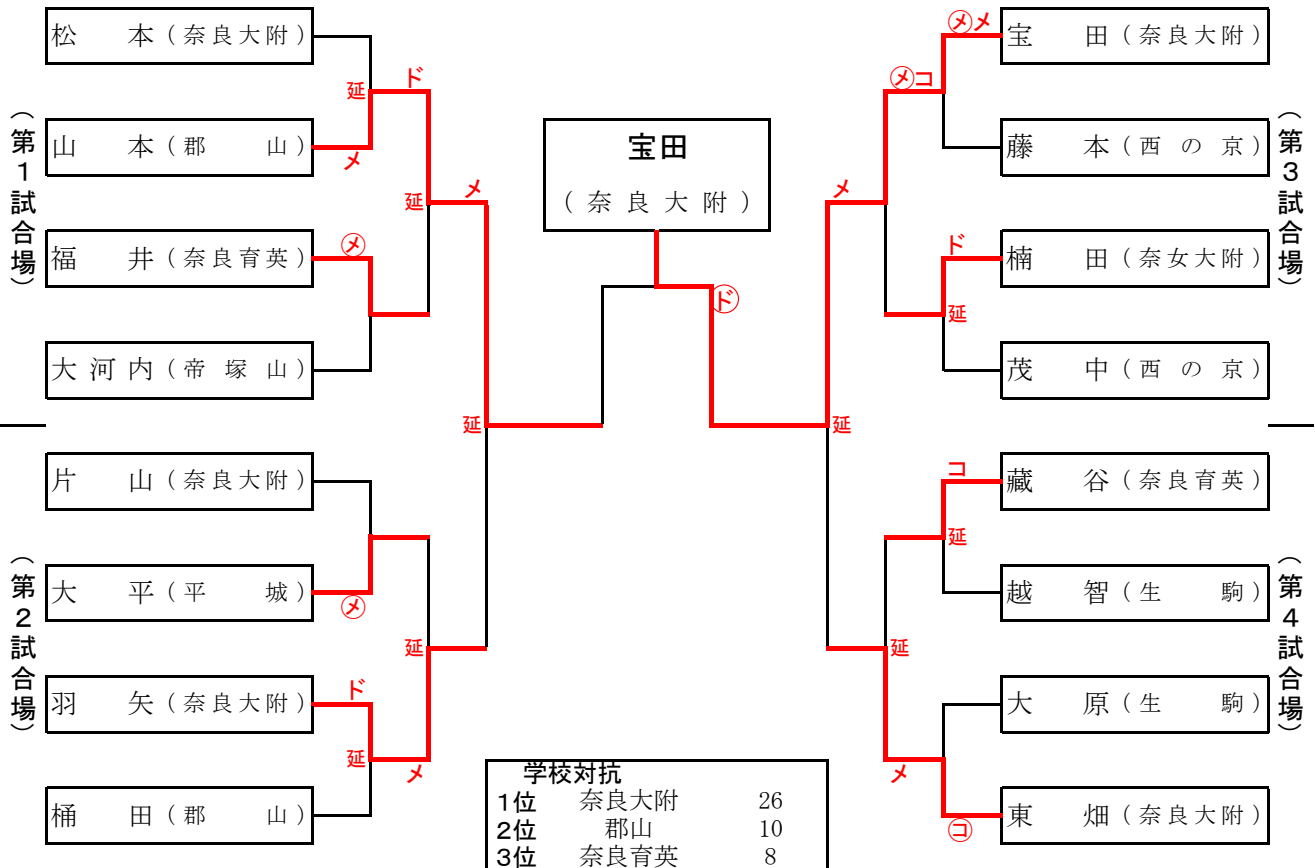 （第1試合場）
松本（奈良大附）
山本（郡山）
福井（奈良育英）
大河内（帝塚山）
延
メ
ド
延
㋱
メ
延
（第2試合場）
片山（奈良大附）
大平（平城）
羽矢（奈良大附）
桶田（郡山）
㋱
ド
延
延
メ
宝田
（奈良大附）
㋣゙
学校対抗
1位 奈良大附 26
2位 郡山 10
3位 奈良育英 8
㋱メ
㋱コ
メ
ド
延
延
宝田（奈良大附）
藤本（西の京）
楠田（奈女大附）
茂中（西の京）
（第3試合場）
コ
延
延
メ
㋙
藏谷（奈良育英）
越智（生駒）
大原（生駒）
東畑（奈良大附）
（第4試合場）